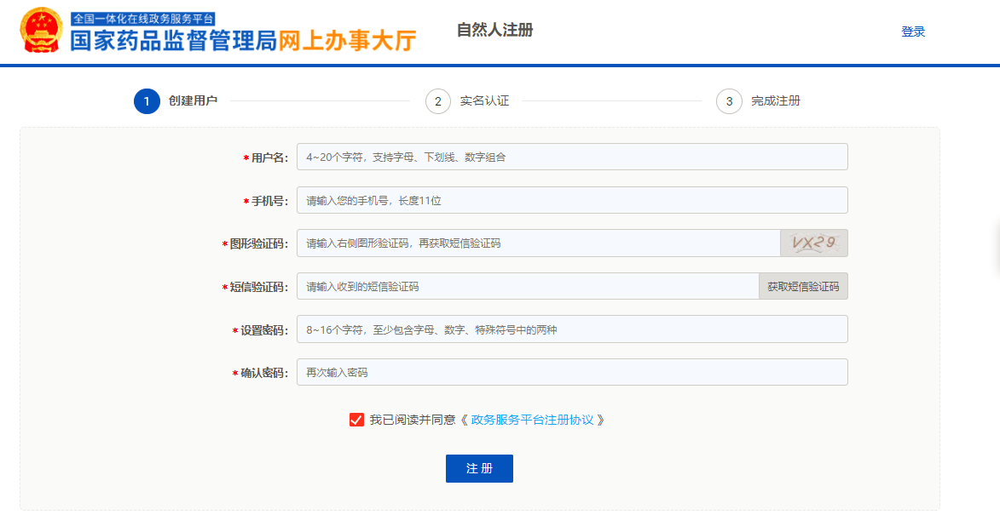 全国一体化在线政务服务平台
国家药品监督管理局网上办事大厅
自然人注册
登录
1 创建用户
2 实名认证
3 完成注册
*用户名： 4~20个字符，支持字母、下划线、数字组合
*手机号： 请输入您的手机号，长度11位
*图形验证码： 请输入右侧图形验证码，再获取短信验证码 VX29
*短信验证码： 请输入收到的短信验证码 获取短信验证码
*设置密码： 8~16个字符，至少包含字母、数字、特殊符号中的两种
*确认密码： 再次输入密码
我已阅读并同意《 政务服务平台注册协议 》
注 册